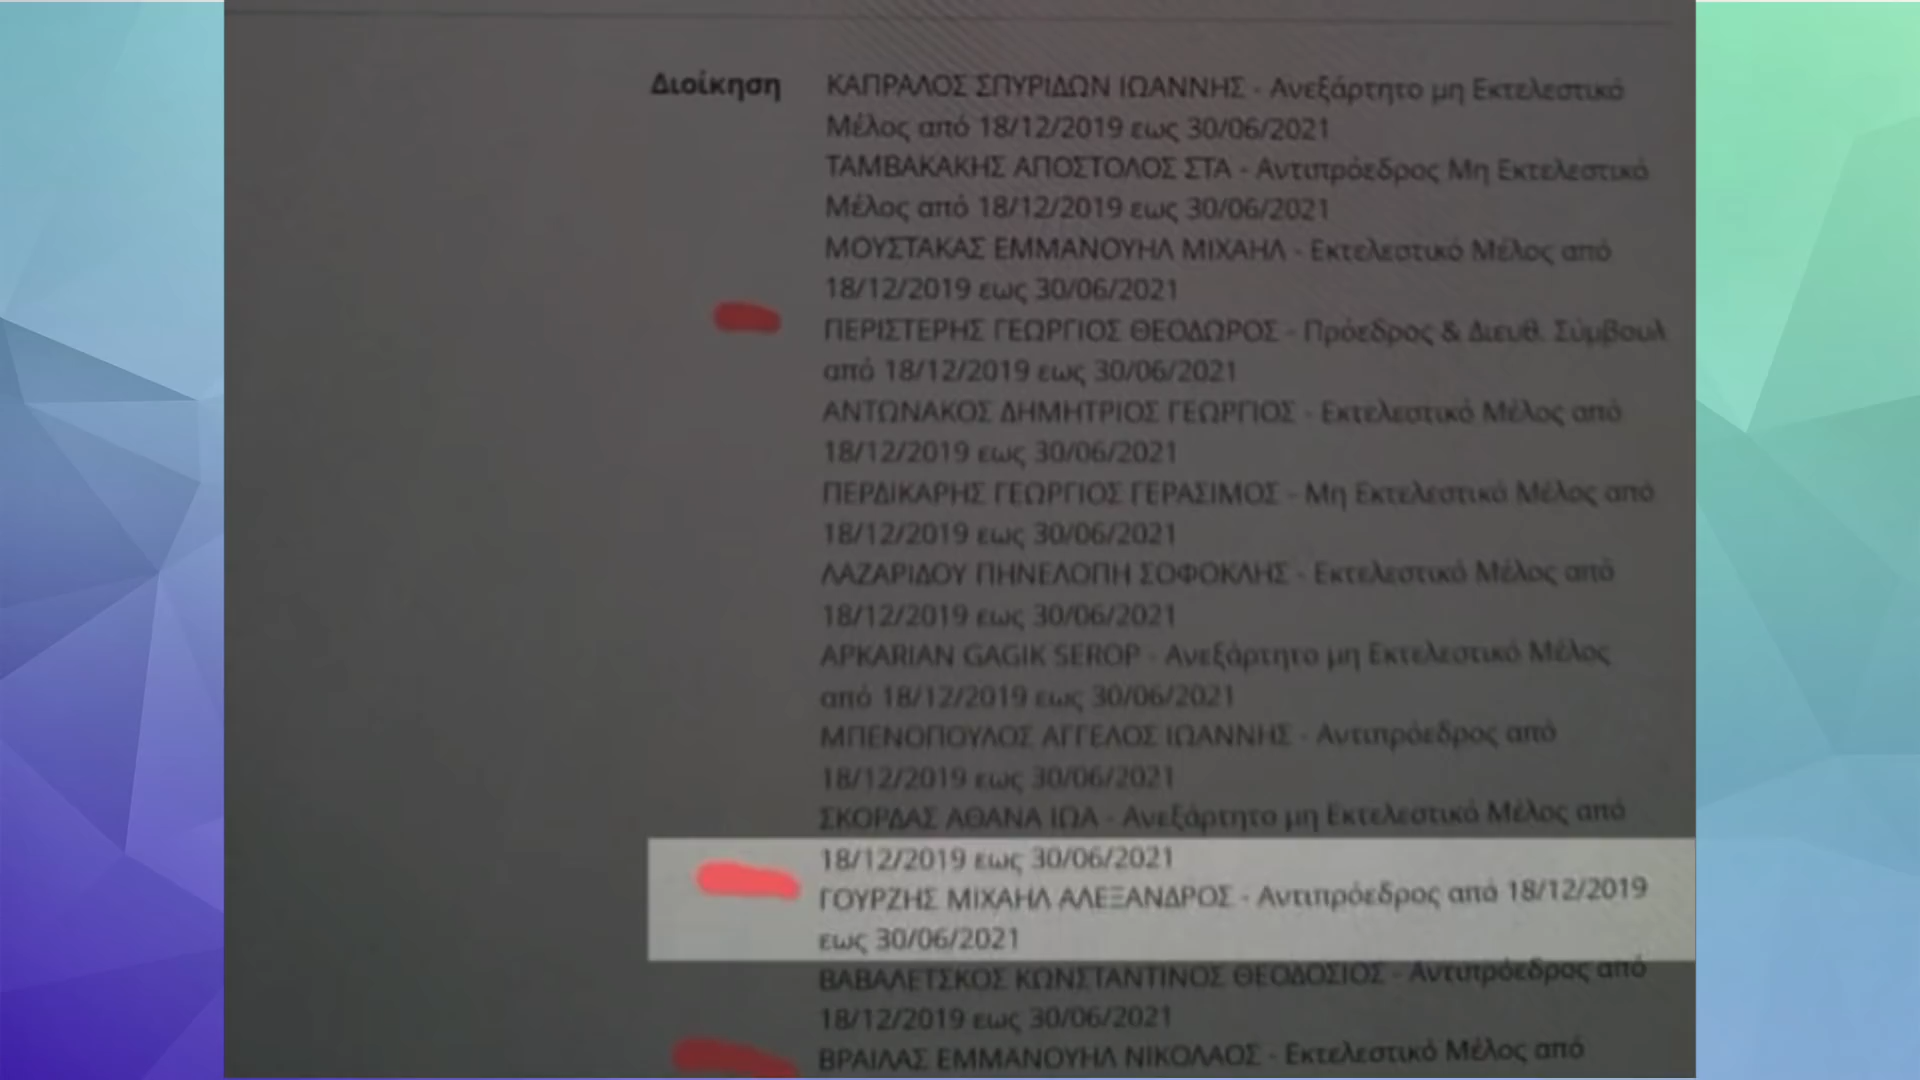 Διοίκηση ΚΑΠΡΑΛΟΣ ΣΠΥΡΙΔΩΝ ΙΩΑΝΝΗΣ - Ανεξάρτητο μη Εκτελεστικό
Μέλος από 18/12/2019 εως 30/06/2021
ΤΑΜΒΑΚΑΚΗΣ ΑΠΟΣΤΟΛΟΣ ΣΤΑ - Αντιπρόεδρος Μη Εκτελεστικό
Μέλος από 18/12/2019 εως 30/06/2021
ΜΟΥΣΤΑΚΑΣ ΕΜΜΑΝΟΥΗΛ ΜΙΧΑΗΛ - Εκτελεστικό Μέλος από
18/12/2019 εως 30/06/2021
ΠΕΡΙΣΤΕΡΗΣ ΓΕΩΡΓΙΟΣ ΘΕΟΔΩΡΟΣ - Πρόεδρος & Διευθ. Σύμβουλ
από 18/12/2019 εως 30/06/2021
ΑΝΤΩΝΑΚΟΣ ΔΗΜΗΤΡΙΟΣ ΓΕΩΡΓΙΟΣ - Εκτελεστικό Μέλος από
18/12/2019 εως 30/06/2021
ΠΕΡΔΙΚΑΡΗΣ ΓΕΩΡΓΙΟΣ ΓΕΡΑΣΙΜΟΣ - Μη Εκτελεστικό Μέλος από
18/12/2019 εως 30/06/2021
ΛΑΖΑΡΙΔΟΥ ΠΗΝΕΛΟΠΗ ΣΟΦΟΚΛΗΣ - Εκτελεστικό Μέλος από
18/12/2019 εως 30/06/2021
APKARIAN GAGIK SEROP - Ανεξάρτητο μη Εκτελεστικό Μέλος
από 18/12/2019 εως 30/06/2021
ΜΠΕΝΟΠΟΥΛΟΣ ΑΓΓΕΛΟΣ ΙΩΑΝΝΗΣ - Αντιπρόεδρος από
18/12/2019 εως 30/06/2021
ΣΚΟΡΔΑΣ ΑΘΑΝΑ ΙΩΑ - Ανεξάρτητο μη Εκτελεστικό Μέλος από
18/12/2019 εως 30/06/2021
ΓΟΥΡΖΗΣ ΜΙΧΑΗΛ ΑΛΕΞΑΝΔΡΟΣ - Αντιπρόεδρος από 18/12/2019
εως 30/06/2021
ΒΑΒΑΛΕΤΣΚΟΣ ΚΩΝΣΤΑΝΤΙΝΟΣ ΘΕΟΔΟΣΙΟΣ - Αντιπρόεδρος από
18/12/2019 εως 30/06/2021
ΒΡΑΙΛΑΣ ΕΜΜΑΝΟΥΗΛ ΝΙΚΟΛΑΟΣ - Εκτελεστικό Μέλος από